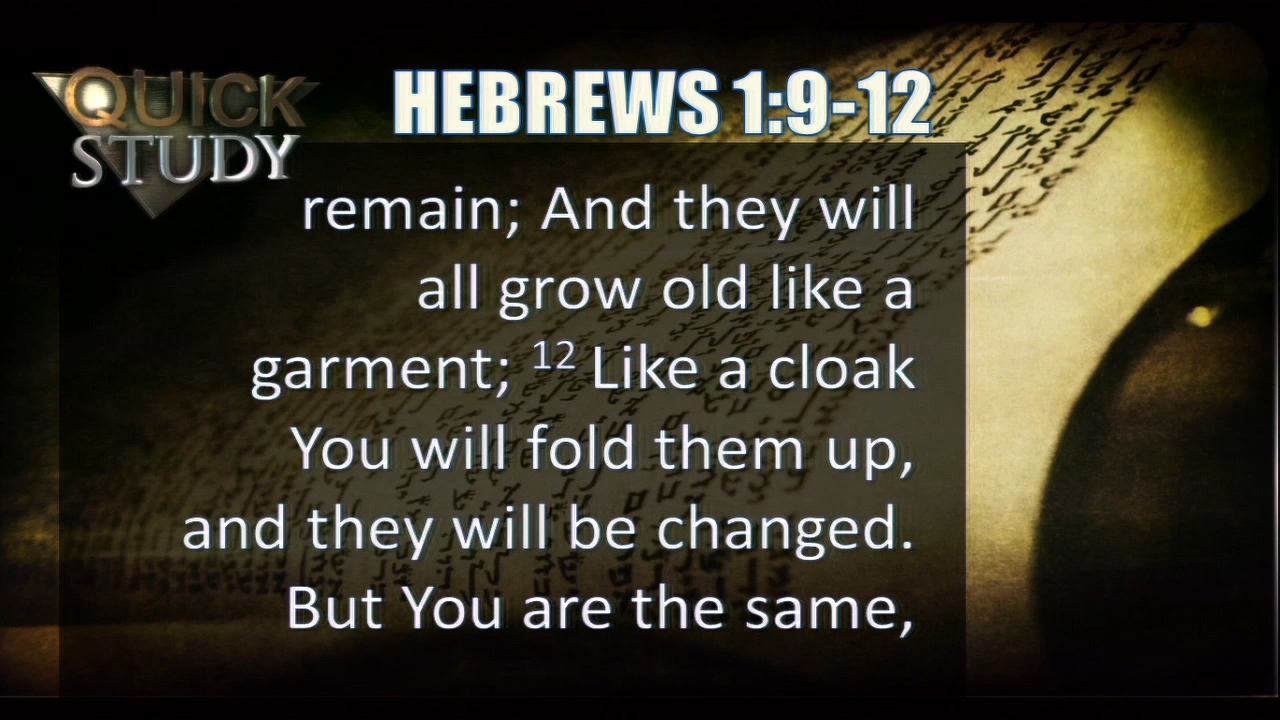 QUICK
STUDY
HEBREWS 1:9-12
remain; And they will
all grow old like a
garment; 12 Like a cloak
You will fold them up,
and they will be changed.
But You are the same,